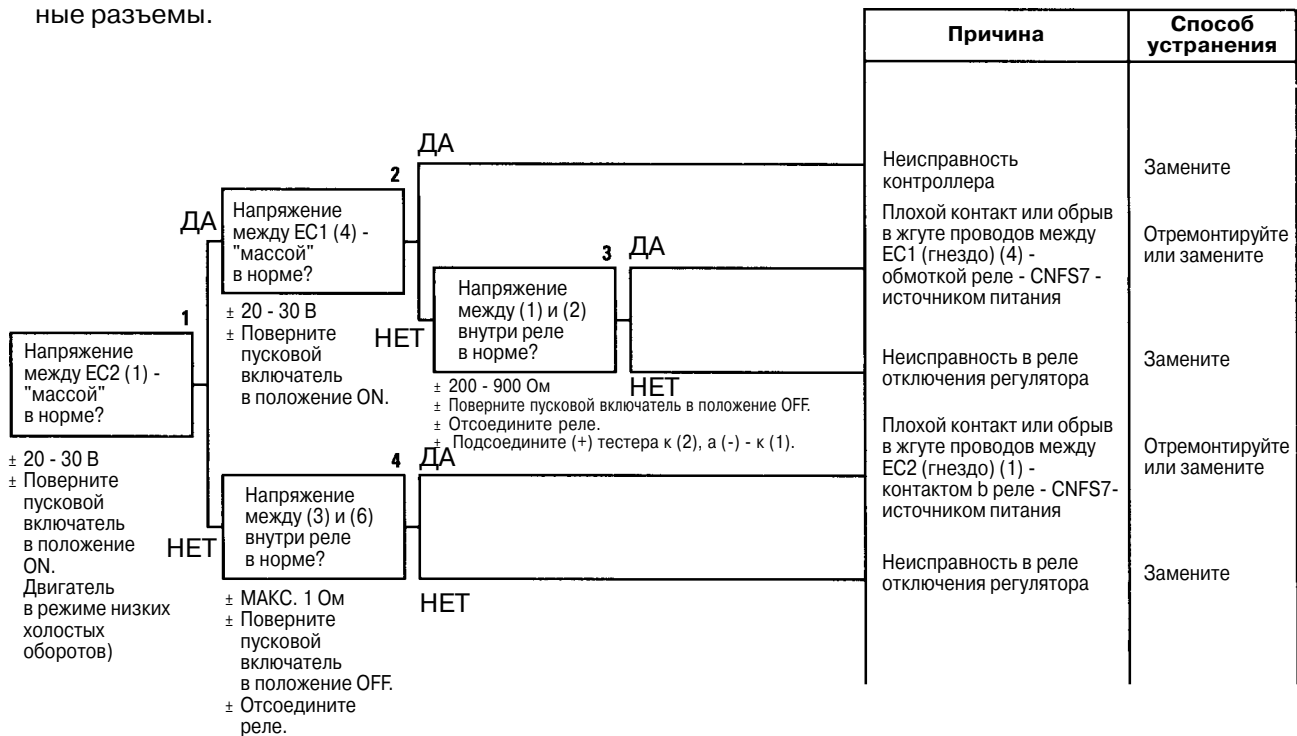 ные разъемы.
Причина
Способ
устранения
ДА
Неисправность
контроллера
Замените
2
Напряжение
между ЕС1 (4) -
"массой"
в норме?
ДА
± 20 - 30 В
± Поверните
пусковой
включатель
в положение ON.
Плохой контакт или обрыв
в жгуте проводов между
ЕС1 (гнездо) (4) -
обмоткой реле - CNFS7 -
источником питания
Отремонтируйте
или замените
3
ДА
Напряжение
между (1) и (2)
внутри реле
в норме?
НЕТ
НЕТ
± 200 - 900 Ом
± Поверните пусковой включатель в положение OFF.
± Отсоедините реле.
± Подсоедините (+) тестера к (2), а (-) - к (1).
Неисправность в реле
отключения регулятора
Замените
1
Напряжение
между ЕС2 (1) -
"массой"
в норме?
± 20 - 30 В
± Поверните
пусковой
включатель
в положение
ON.
Двигатель
в режиме низких
холостых
оборотов)
НЕТ
4
ДА
Напряжение
между (3) и (6)
внутри реле
в норме?
НЕТ
± МАКС. 1 Ом
± Поверните
пусковой
включатель
в положение OFF.
± Отсоедините
реле.
Плохой контакт или обрыв
в жгуте проводов между
ЕС2 (гнездо) (1) -
контактом b реле - CNFS7-
источником питания
Отремонтируйте
или замените
Неисправность в реле
отключения регулятора
Замените